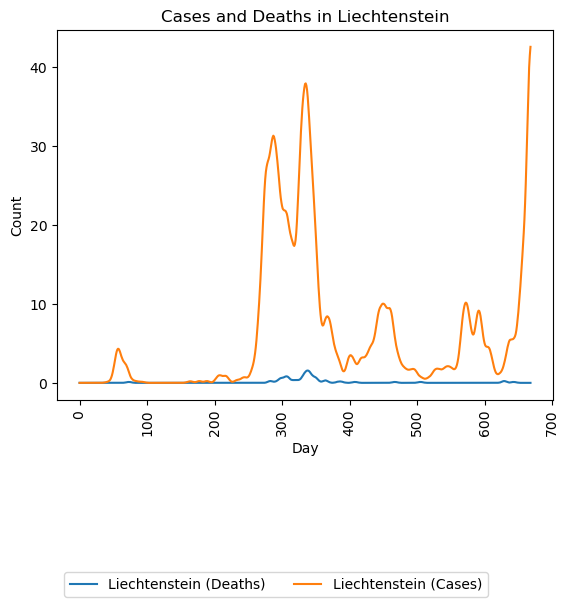 Cases and Deaths in Liechtenstein
Count
40
30
20
10
0
0
100
200
300
400
500
600
700
Day
Liechtenstein (Deaths)
Liechtenstein (Cases)